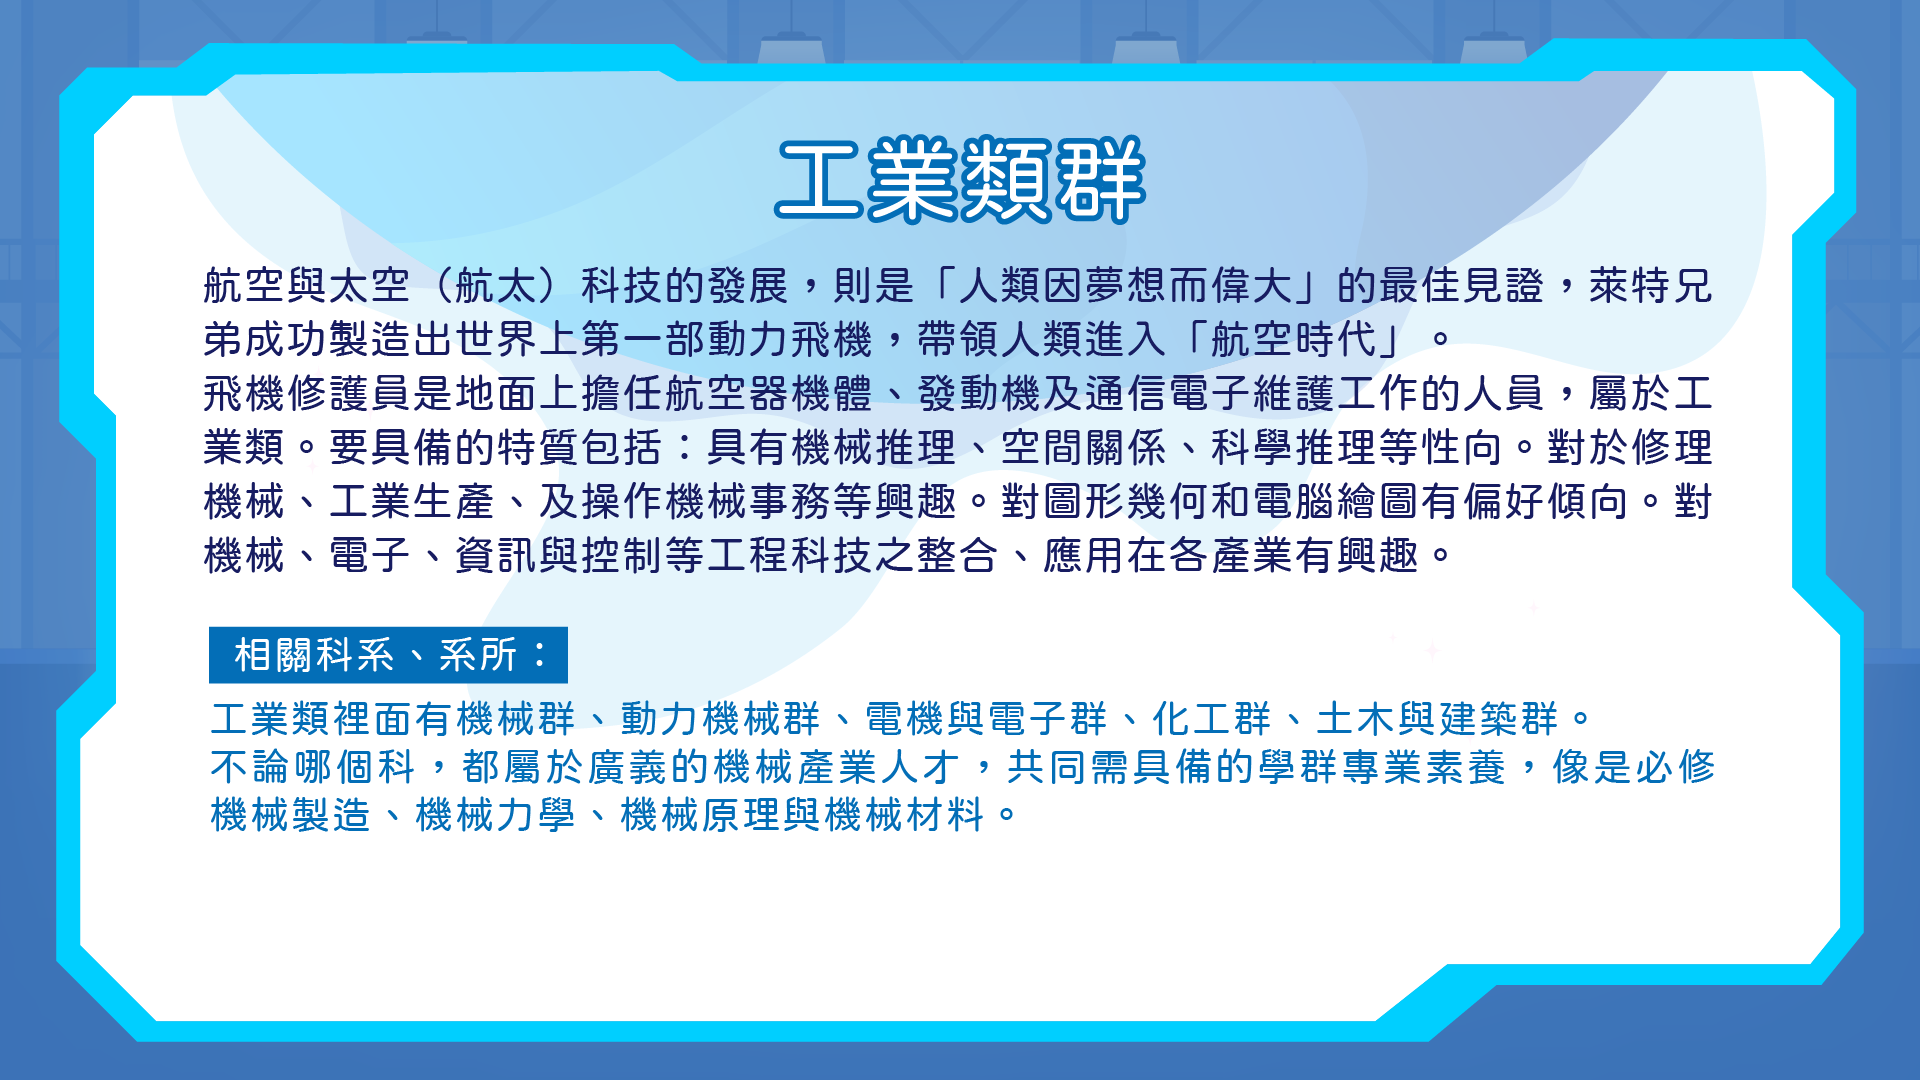 工業類群
航空與太空（航太）科技的發展，則是「人類因夢想而偉大」的最佳見證，萊特兄
弟成功製造出世界上第一部動力飛機，帶領人類進入「航空時代」。
飛機修護員是地面上擔任航空器機體、發動機及通信電子維護工作的人員，屬於工
業類。要具備的特質包括：具有機械推理、空間關係、科學推理等性向。對於修理
機械、工業生產、及操作機械事務等興趣。對圖形幾何和電腦繪圖有偏好傾向。對
機械、電子、資訊與控制等工程科技之整合、應用在各產業有興趣。
相關科系、系所：
工業類裡面有機械群、動力機械群、電機與電子群、化工群、土木與建築群。
不論哪個科，都屬於廣義的機械產業人才，共同需具備的學群專業素養，像是必修
機械製造、機械力學、機械原理與機械材料。